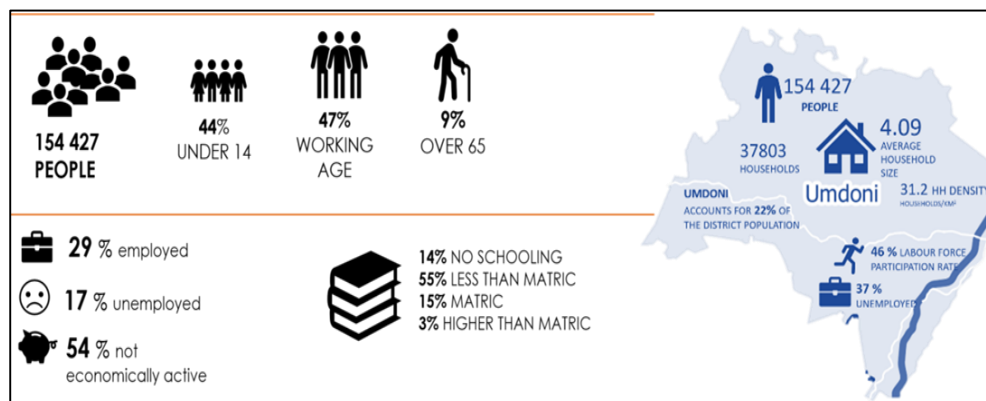 154 427
PEOPLE
44%
UNDER 14
47%
WORKING
AGE
9%
OVER 65
29 % employed
17 % unemployed
54 % not
economically active
14% NO SCHOOLING
55% LESS THAN MATRIC
15% MATRIC
3% HIGHER THAN MATRIC
154 427
PEOPLE
37803
HOUSEHOLDS
4.09
AVERAGE
HOUSEHOLD
SIZE
Umdoni
31.2 HH DENSITY
HOUSEHOLDS/KM²
UMDONI
ACCOUNTS FOR 22% OF
THE DISTRICT POPULATION
46 % LABOUR FORCE
PARTICIPATION RATE
37 %
UNEMPLOYED